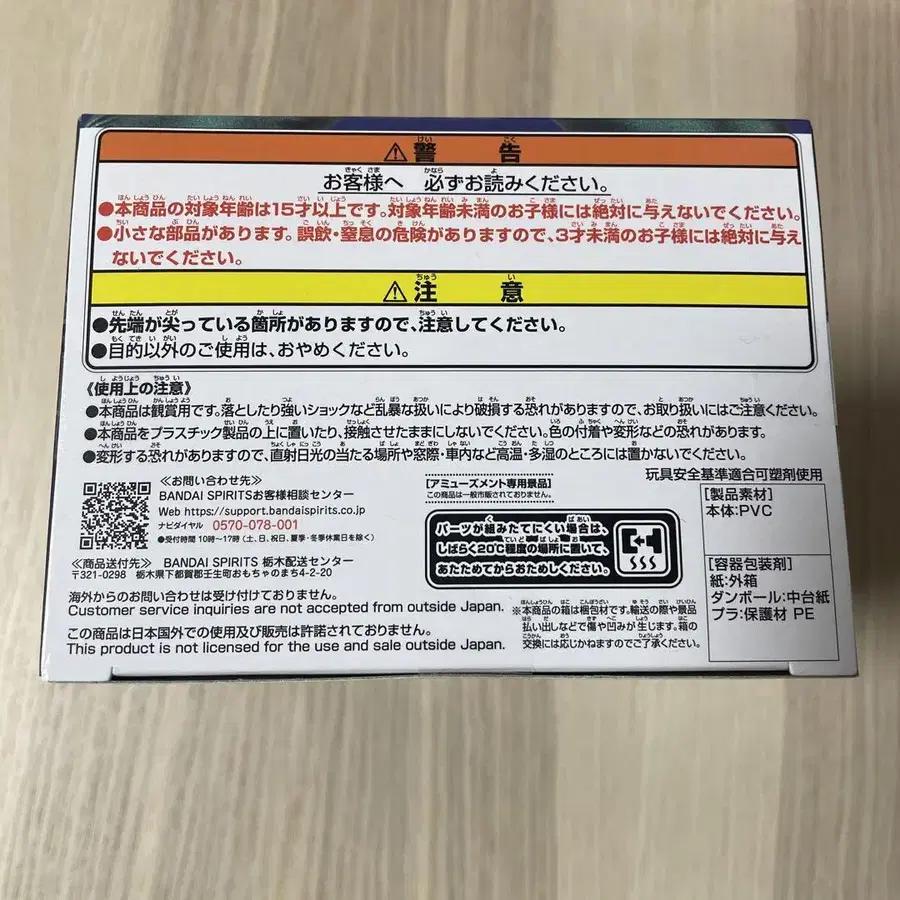 ⚠警告
お客様へ 必ずお読みください。
●本商品の対象年齢は15才以上です。対象年齢未満のお子様には絶対に与えないでください。
●小さな部品があります。誤飲・窒息の危険がありますので、3才未満のお子様には絶対に与え
ないでください。
⚠注意
●先端が尖っている箇所がありますので、注意してください。
●目的以外のご使用は、おやめください。
《使用上の注意》
●本商品は観賞用です。落としたり強いショックなど乱暴な扱いにより破損する恐れがありますので、お取り扱いにはご注意ください。
●本商品をプラスチック製品の上に置いたり、接触させたままにしないでください。色の付着や変形などの恐れがあります。
●変形する恐れがありますので、直射日光の当たる場所や窓際・車内など高温・多湿のところには置かないでください。
玩具安全基準適合可塑剤使用
≪お問い合わせ先≫
BANDAI SPIRITSお客様相談センター
Web https://support.bandaispirits.co.jp
ナビダイヤル 0570-078-001
●受付時間 10時〜17時(土、日、祝日、夏季・冬季休業日を除く)
≪商品送付先≫ BANDAI SPIRITS 栃木配送センター
〒321-0298 栃木県下都賀郡壬生町おもちゃのまち4-2-20
海外からのお問い合わせは受け付けておりません。
Customer service inquiries are not accepted from outside Japan.
この商品は日本国外での使用及び販売は許諾されておりません。
This product is not licensed for the use and sale outside Japan.
[アミューズメント専用景品]
この商品は一般市販されておりません。
パーツが組みたてにくい場合は、
しばらく20℃程度の場所に置いて、
あたためてからおためしください。
※本商品の箱は梱包材です。輸送の際や景品
払い出しなどで傷や凹みが生じます。箱の
交換には応じかねますのでご了承ください。
[製品素材]
本体:PVC
[容器包装剤]
紙:外箱
ダンボール:中台紙
プラ:保護材 PE